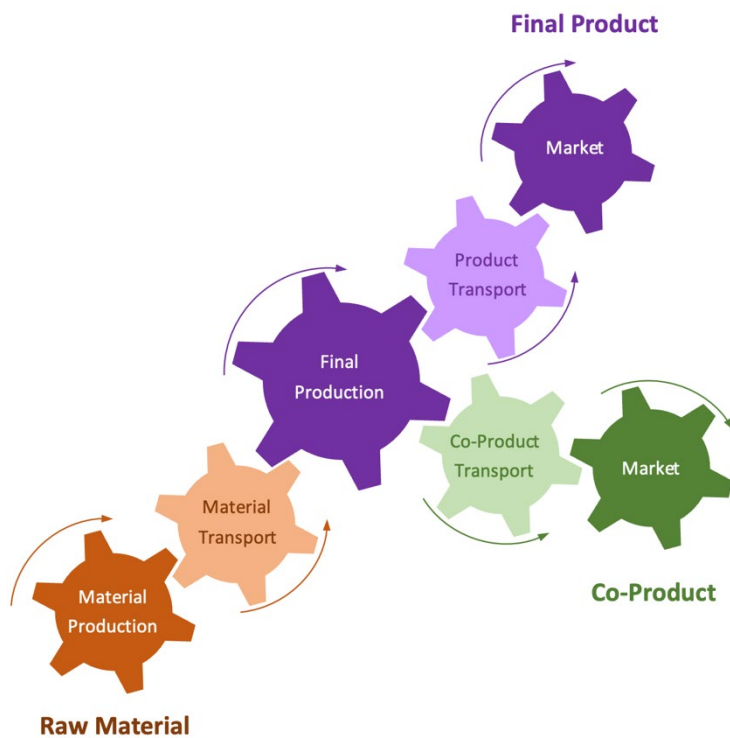 Final Product
Market
Product
Transport
Final
Production
Co-Product
Transport
Market
Material
Transport
Co-Product
Material
Production
Raw Material